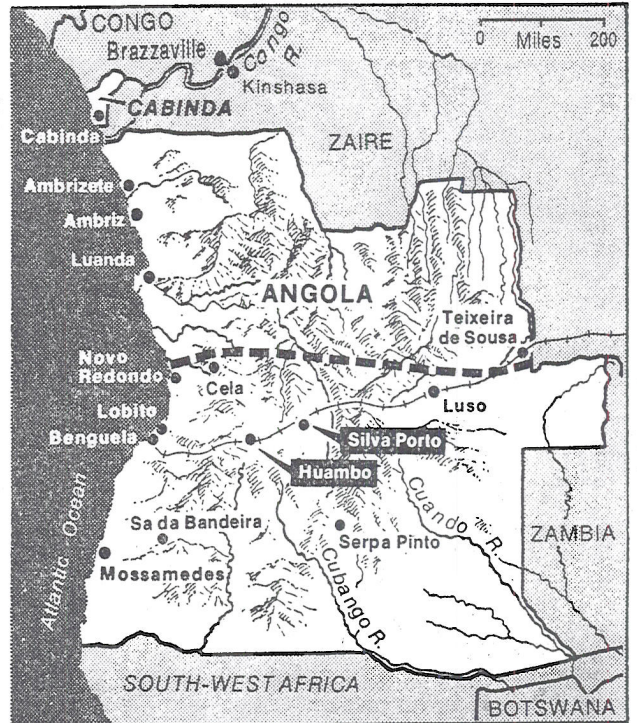 CONGO
Brazzaville
Congo R.
Kinshasa
0 Miles 200
CABINDA
Cabinda
ZAIRE
Ambrizete
Ambriz
Luanda
ANGOLA
Teixeira
de Sousa
Novo
Redondo
Cela
Luso
Lobito
Benguela
Silva Porto
Huambo
Atlantic Ocean
Sa da Bandeira
Serpa Pinto
Cuando R.
ZAMBIA
Mossamedes
Cubango R.
SOUTH-WEST AFRICA
BOTSWANA